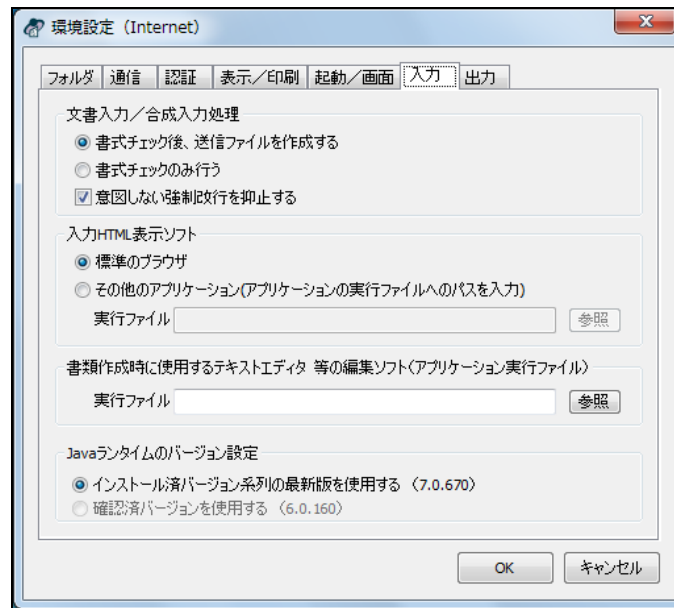 環境設定（Internet）
フォルダ 通信 認証 表示／印刷 起動／画面 入力 出力
文書入力／合成入力処理
書式チェック後、送信ファイルを作成する
書式チェックのみ行う
意図しない強制改行を抑止する
入力HTML表示ソフト
標準のブラウザ
その他のアプリケーション(アプリケーションの実行ファイルへのパスを入力)
実行ファイル 参照
書類作成時に使用するテキストエディタ 等の編集ソフト(アプリケーション実行ファイル)
実行ファイル 参照
Javaランタイムのバージョン設定
インストール済バージョン系列の最新版を使用する （7.0.670）
確認済バージョンを使用する （6.0.160）
OK キャンセル